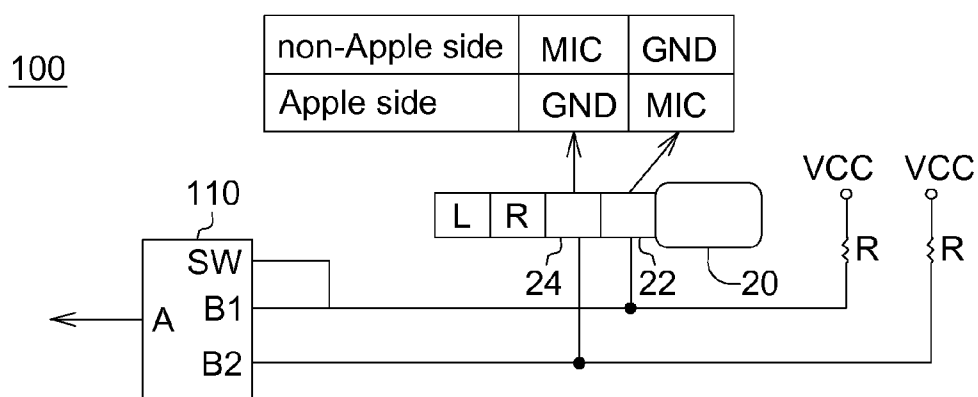 non-Apple side MIC GND
100
Apple side GND MIC
VCC VCC
110
L R
SW
R R
24 22 20
A B1
B2